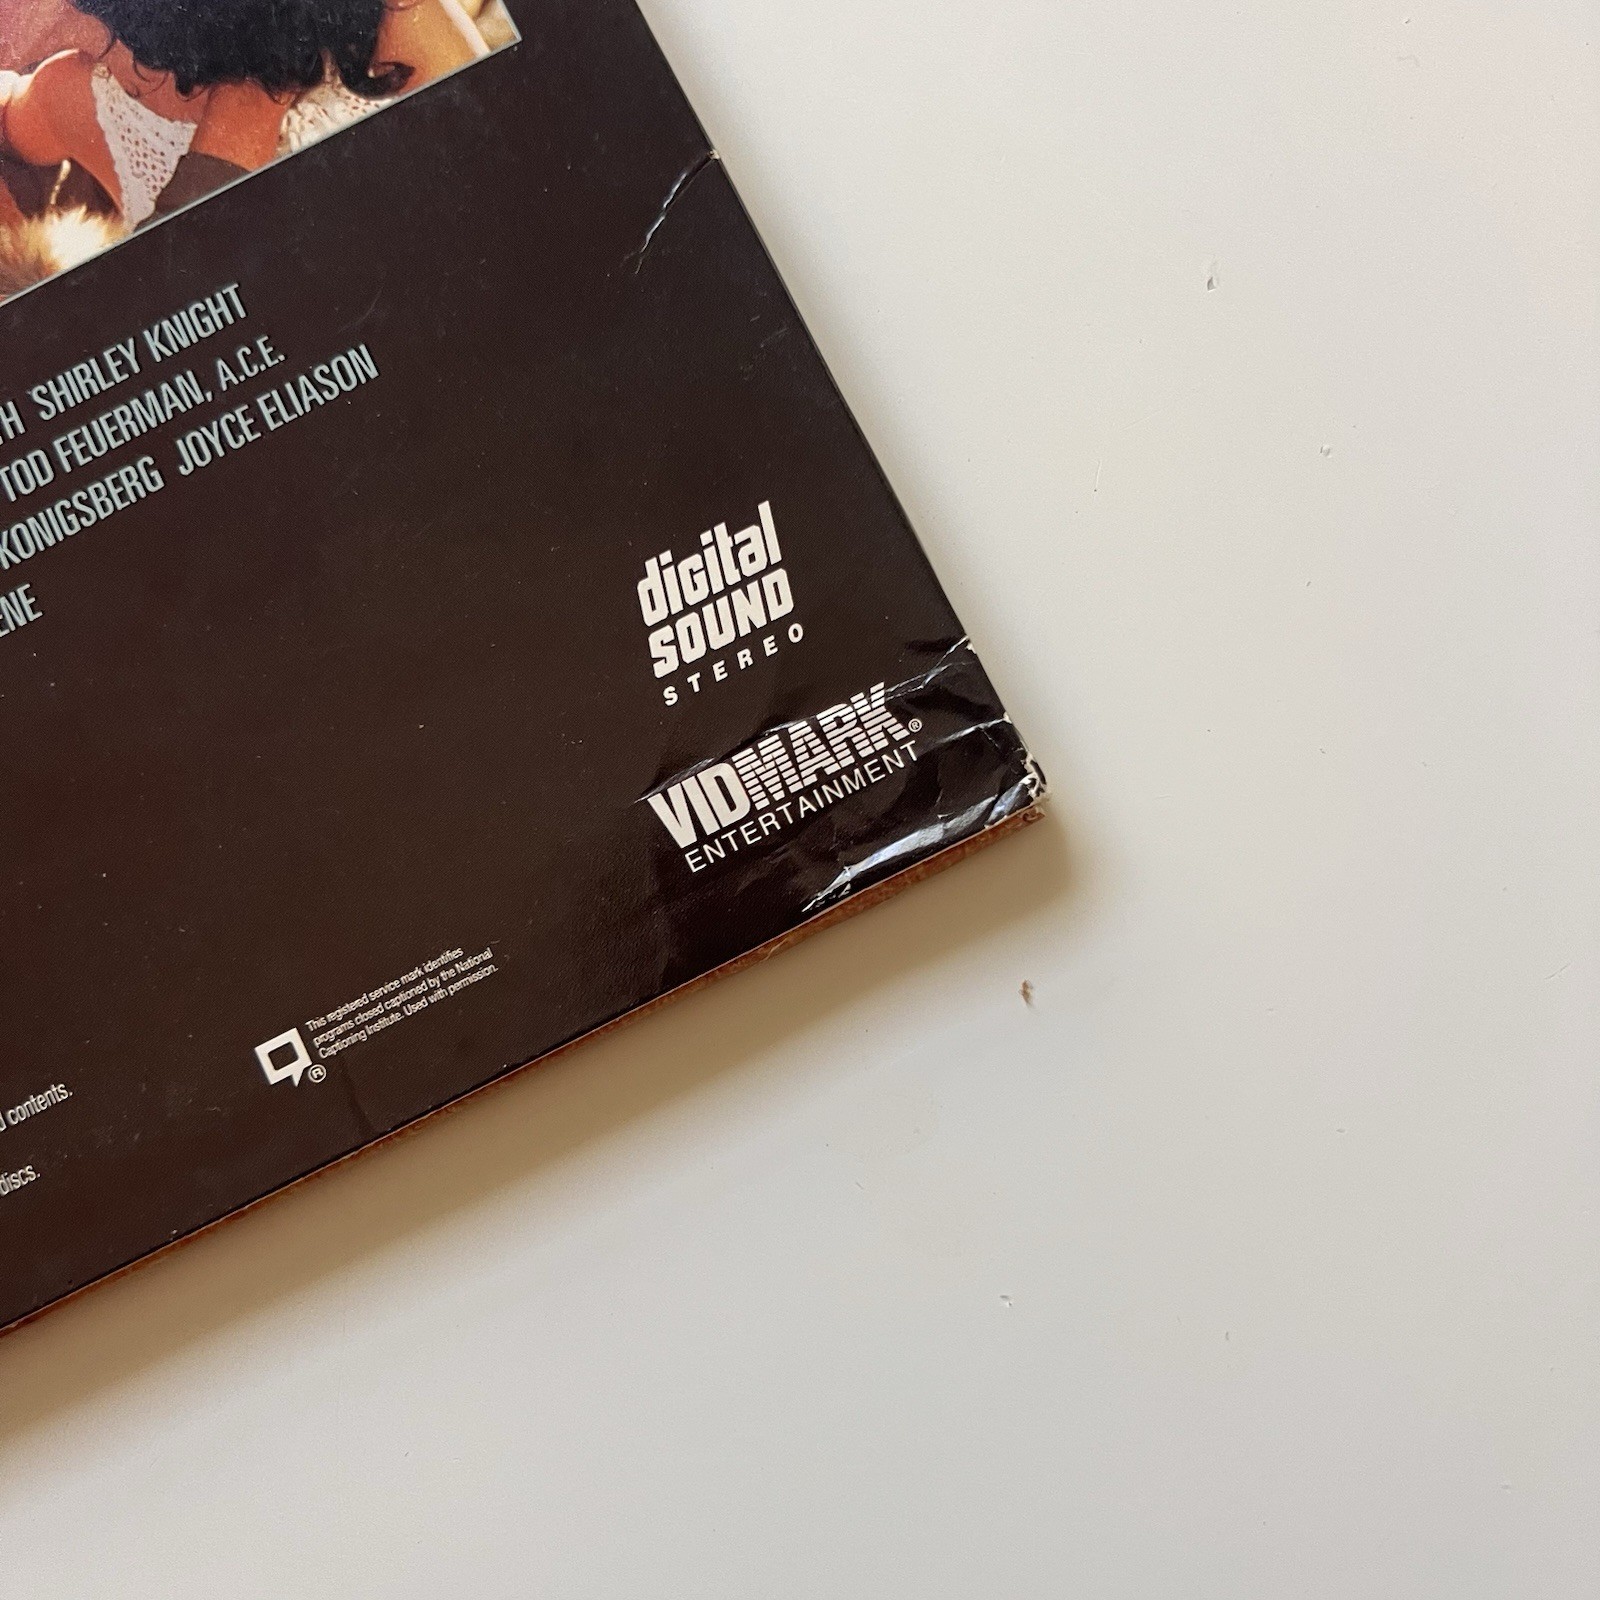 SHIRLEY KNIGHT
TOD FEUERMAN, A.C.E.
KONIGSBERG JOYCE ELIASON
digital
SOUND
STEREO
VIDMARK®
ENTERTAINMENT
This registered service mark identifies
programs closed captioned by the National
Captioning Institute. Used with permission.
®
contents.
discs.